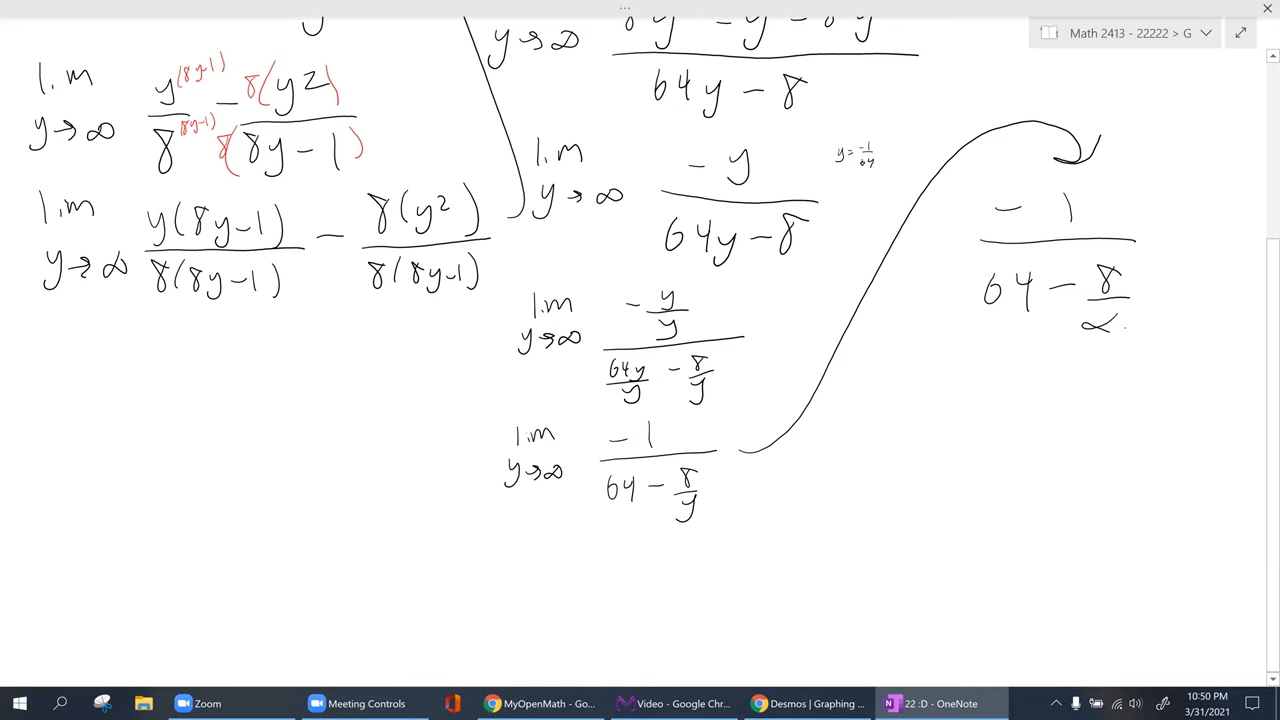 Math 2413 - 22222 > G
y
8y² - y - 8y²
lim y→∞
64y - 8
lim y→∞ y(8y-1) / 8(8y-1) - 8(y2) / 8(8y-1)
lim y→∞ y(8y-1) / 8(8y-1) - 8(y²) / 8(8y-1)
lim y→∞ -y / 64y - 8
y = -1/64
lim y→∞ -y/y / 64y/y - 8/y
lim y→∞ -1 / 64 - 8/y
-1 / 64 - 8/∞
Zoom
Meeting Controls
MyOpenMath - Go...
Video - Google Chr...
Desmos | Graphing ...
22 :D - OneNote
10:50 PM
3/31/2021